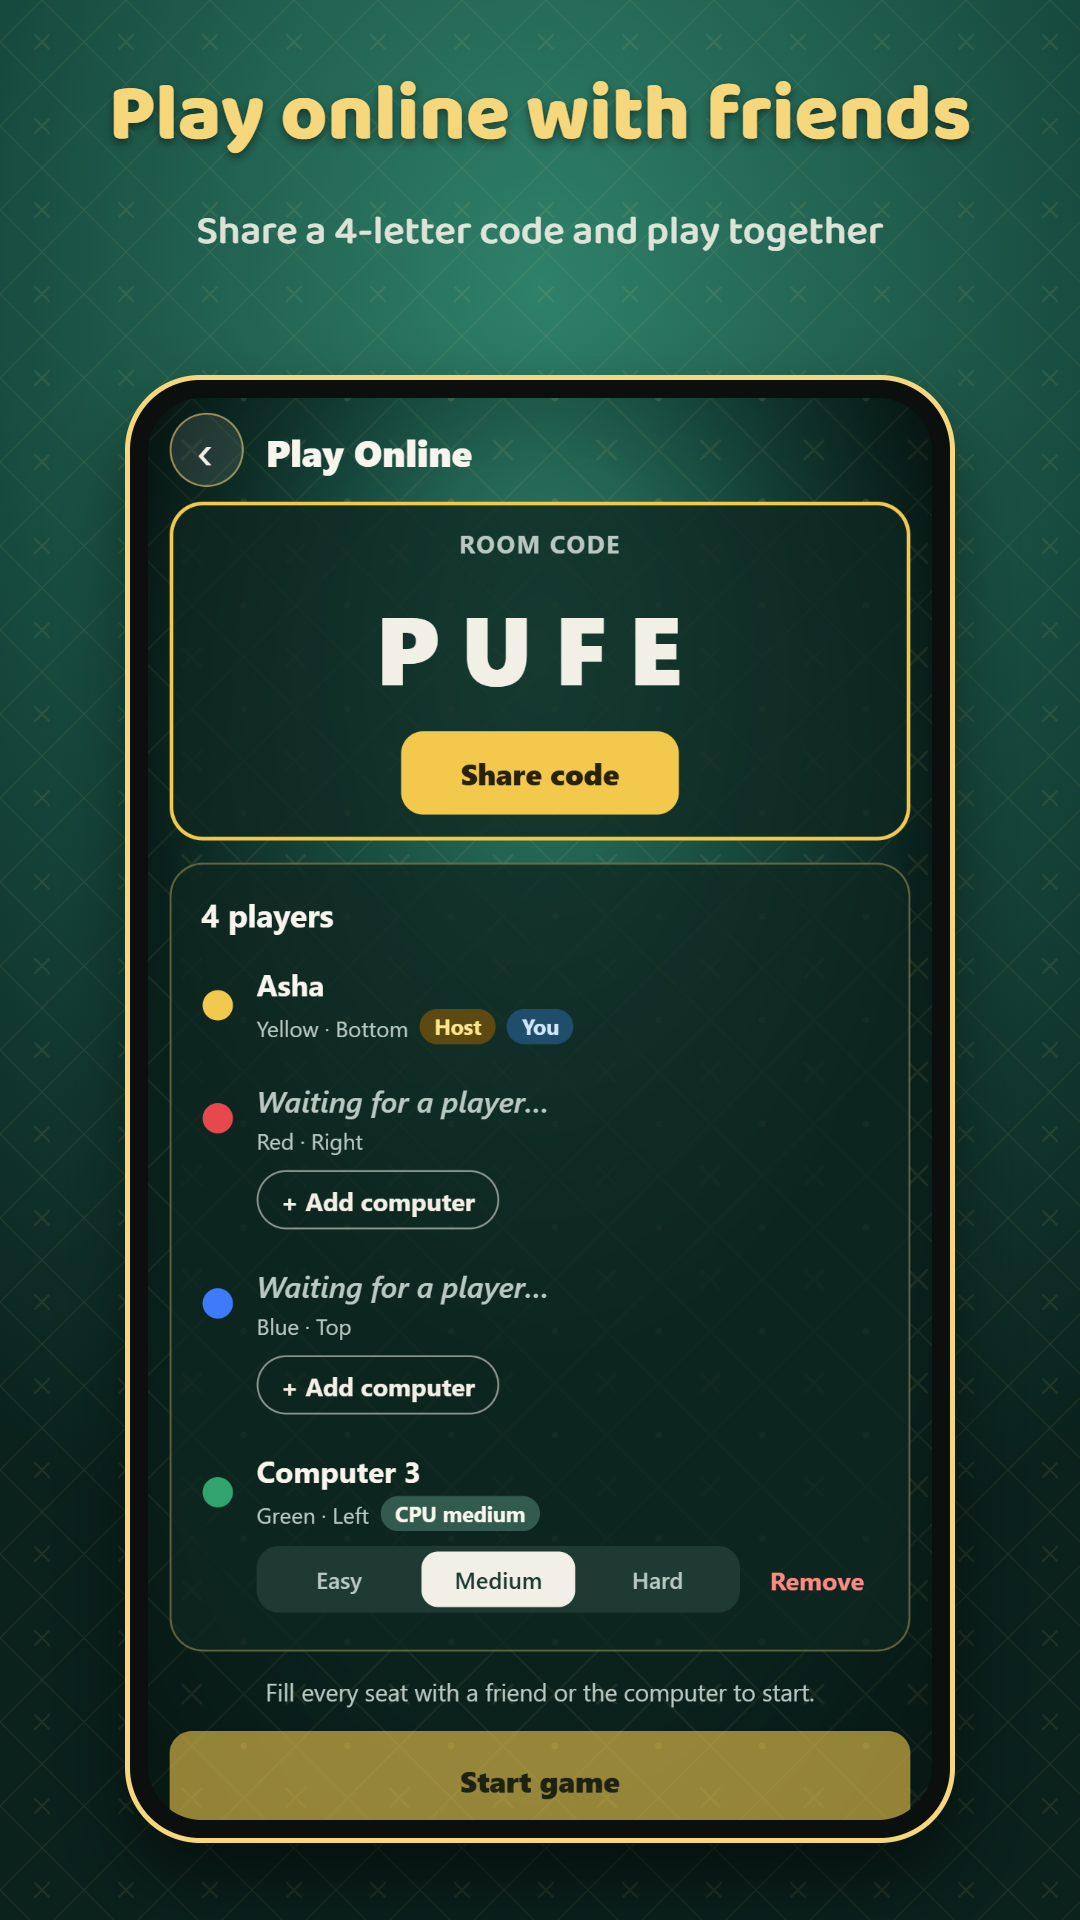 Play online with friends
Share a 4-letter code and play together
‹ Play Online
ROOM CODE
PUFE
Share code
4 players
Asha
Yellow · Bottom Host You
Waiting for a player...
Red · Right
+ Add computer
Waiting for a player...
Blue · Top
+ Add computer
Computer 3
Green · Left CPU medium
Easy Medium Hard Remove
Fill every seat with a friend or the computer to start.
Start game